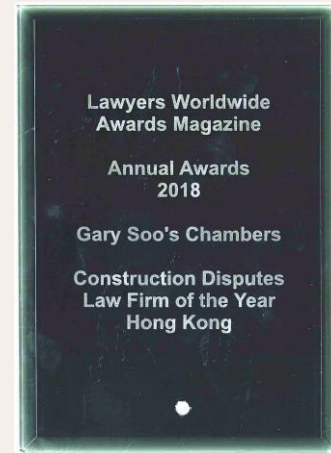 Lawyers Worldwide
Awards Magazine
Annual Awards
2018
Gary Soo's Chambers
Construction Disputes
Law Firm of the Year
Hong Kong